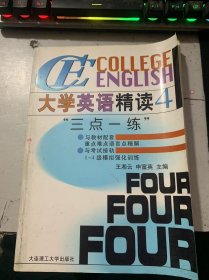 CE COLLEGE
ENGLISH
大学英语精读4
"三点一练"
●与教材配套
重点难点语言点精解
●与考试接轨
1-4级模拟强化训练
王湘云 申富英 主编
FOUR
FOUR
FOUR
大连理工大学出版社